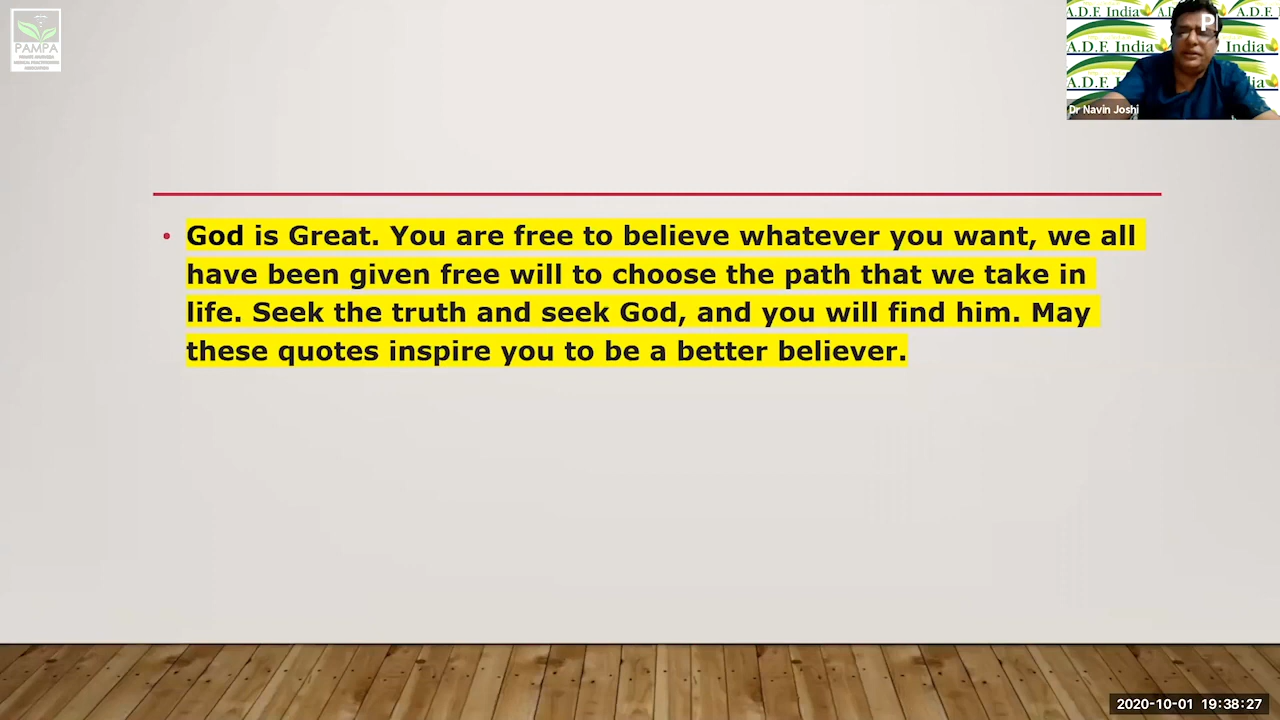 PAMPA
A.D.F. India
A.D.F.
A.D.F. India
India
A.D.F.
Dr Navin Joshi
• God is Great. You are free to believe whatever you want, we all
have been given free will to choose the path that we take in
life. Seek the truth and seek God, and you will find him. May
these quotes inspire you to be a better believer.
2020-10-01 19:38:27